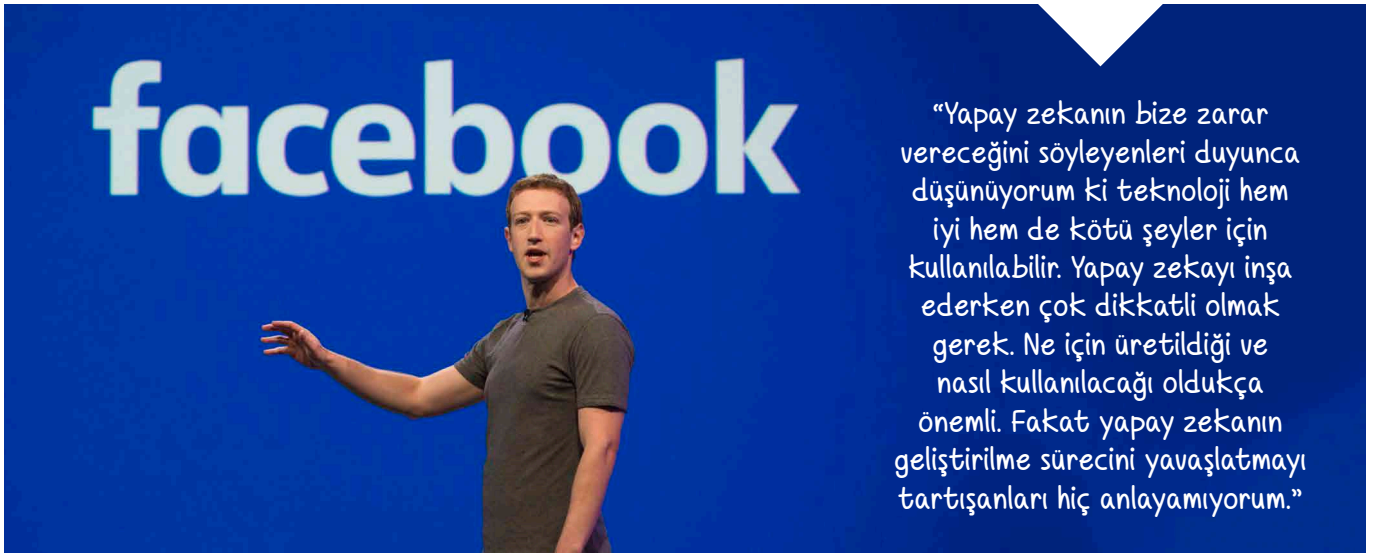 facebook
“Yapay zekanın bize zarar
vereceğini söyleyenleri duyunca
düşünüyorum ki teknoloji hem
iyi hem de kötü şeyler için
kullanılabilir. Yapay zekayı inşa
ederken çok dikkatli olmak
gerek. Ne için üretildiği ve
nasıl kullanılacağı oldukça
önemli. Fakat yapay zekanın
geliştirilme sürecini yavaşlatmayı
tartışanları hiç anlayamıyorum.”